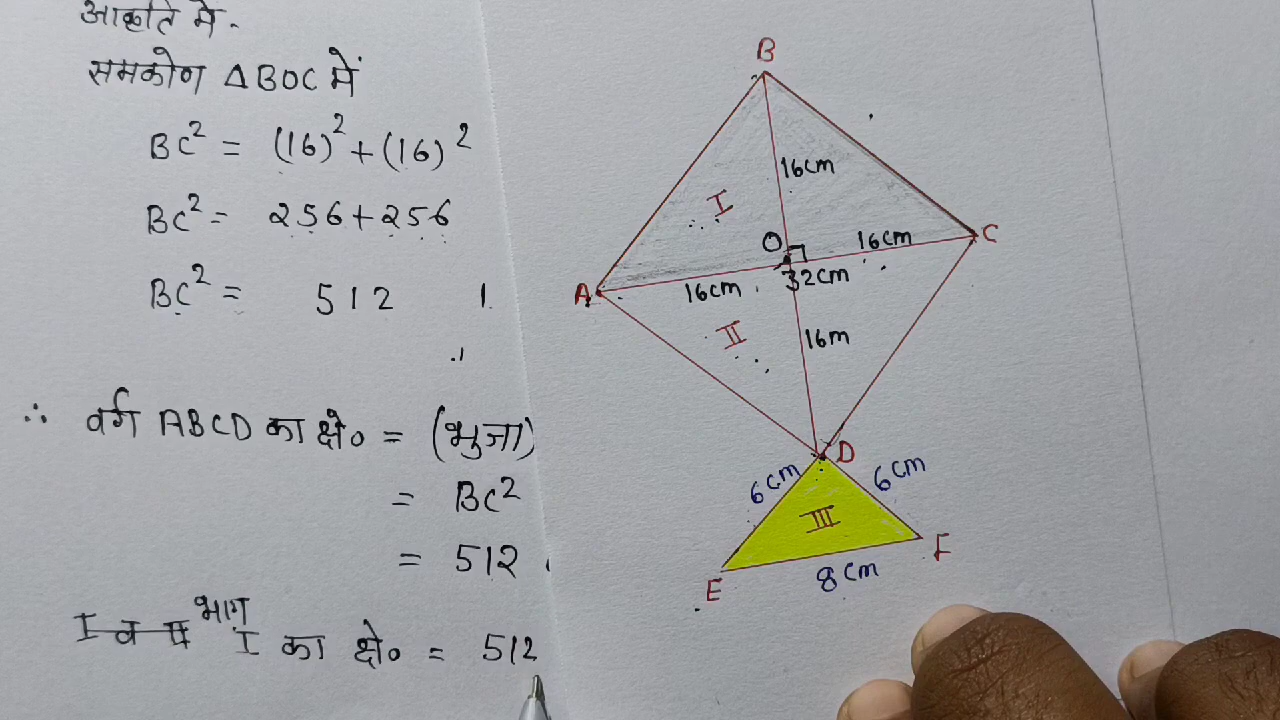 आकृति में.
समकोण ΔBOC में
BC² = (16)² + (16)²
BC² = 256 + 256
BC² = 512
∴ वर्ग ABCD का क्षे० = (भुजा)
= BC²
= 512
I व II भाग I का क्षे० = 512
B
16cm
I
O
16cm
C
A
16cm
32cm
II
16m
D
6cm
6cm
III
E
8cm
F